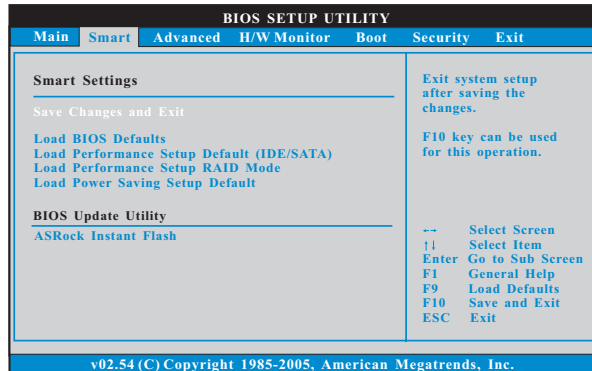 BIOS SETUP UTILITY
Main Smart Advanced H/W Monitor Boot Security Exit
Smart Settings
Save Changes and Exit
Load BIOS Defaults
Load Performance Setup Default (IDE/SATA)
Load Performance Setup RAID Mode
Load Power Saving Setup Default
BIOS Update Utility
ASRock Instant Flash
Exit system setup
after saving the
changes.
F10 key can be used
for this operation.
←→ Select Screen
↑↓ Select Item
Enter Go to Sub Screen
F1 General Help
F9 Load Defaults
F10 Save and Exit
ESC Exit
v02.54 (C) Copyright 1985-2005, American Megatrends, Inc.